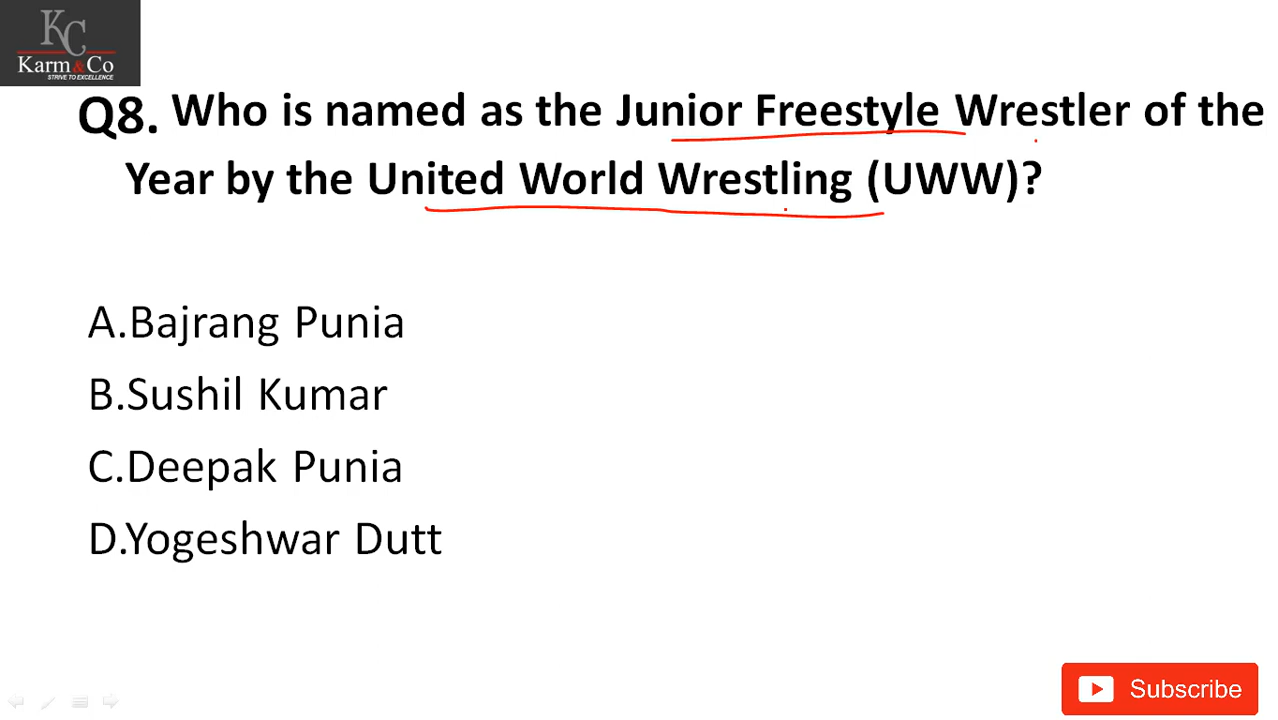 KC
Karm&Co
STRIVE TO EXCELLENCE
Q8. Who is named as the Junior Freestyle Wrestler of the
Year by the United World Wrestling (UWW)?
A.Bajrang Punia
B.Sushil Kumar
C.Deepak Punia
D.Yogeshwar Dutt
Subscribe